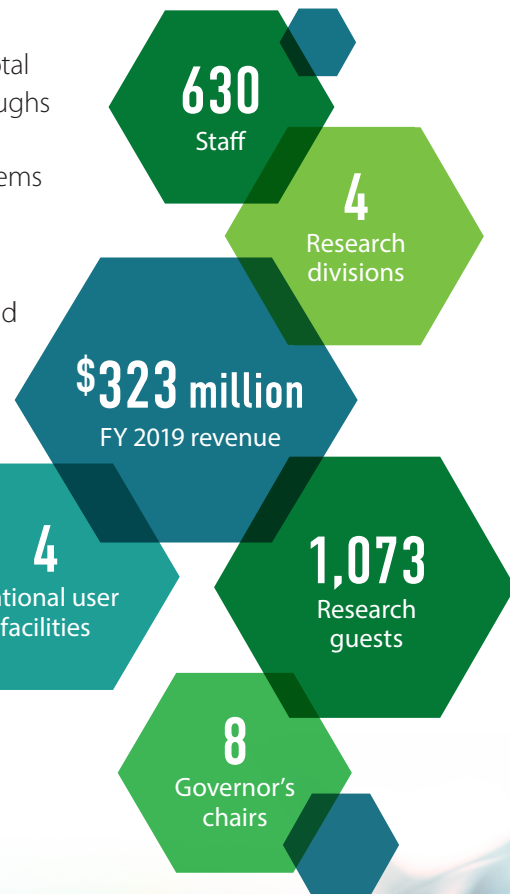 630
Staff
4
Research
divisions
$323 million
FY 2019 revenue
4
user
facilities
1,073
Research
guests
8
Governor's
chairs